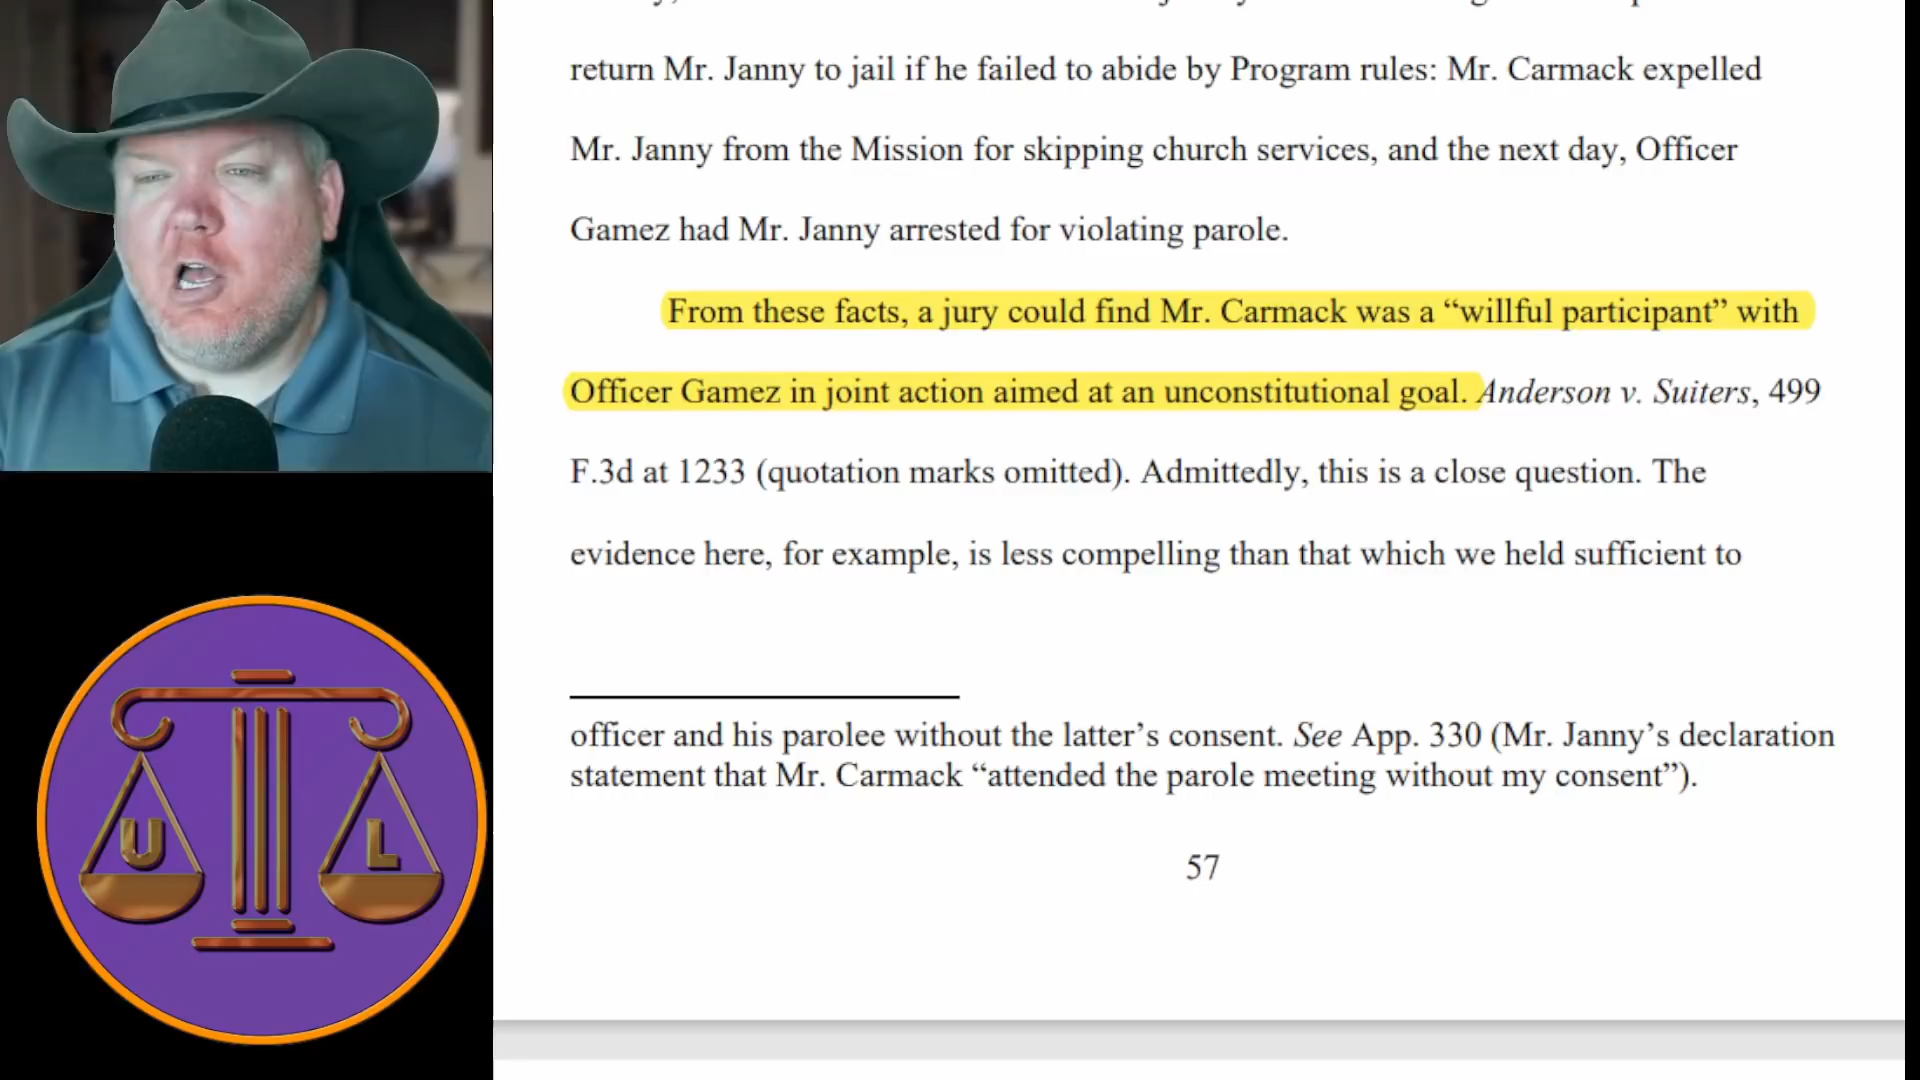 return Mr. Janny to jail if he failed to abide by Program rules: Mr. Carmack expelled
Mr. Janny from the Mission for skipping church services, and the next day, Officer
Gamez had Mr. Janny arrested for violating parole.
From these facts, a jury could find Mr. Carmack was a “willful participant” with
Officer Gamez in joint action aimed at an unconstitutional goal. Anderson v. Suiters, 499
F.3d at 1233 (quotation marks omitted). Admittedly, this is a close question. The
evidence here, for example, is less compelling than that which we held sufficient to
officer and his parolee without the latter’s consent. See App. 330 (Mr. Janny’s declaration
statement that Mr. Carmack “attended the parole meeting without my consent”).
57
U L